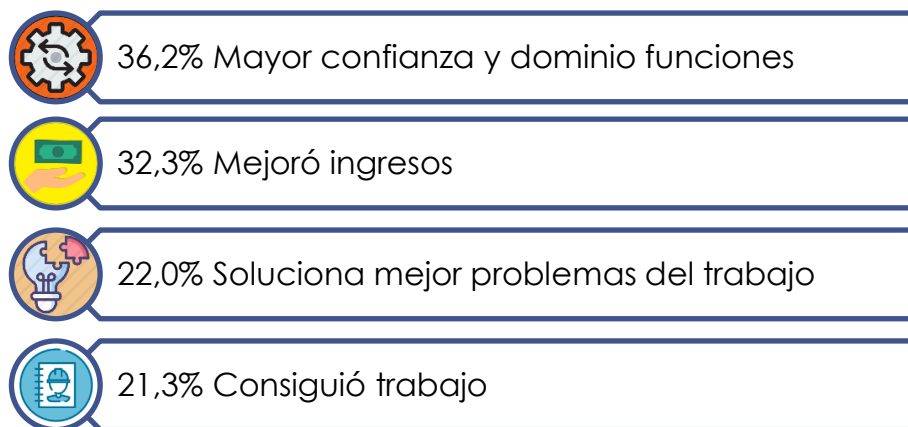 36,2% Mayor confianza y dominio funciones
32,3% Mejoró ingresos
22,0% Soluciona mejor problemas del trabajo
21,3% Consiguió trabajo